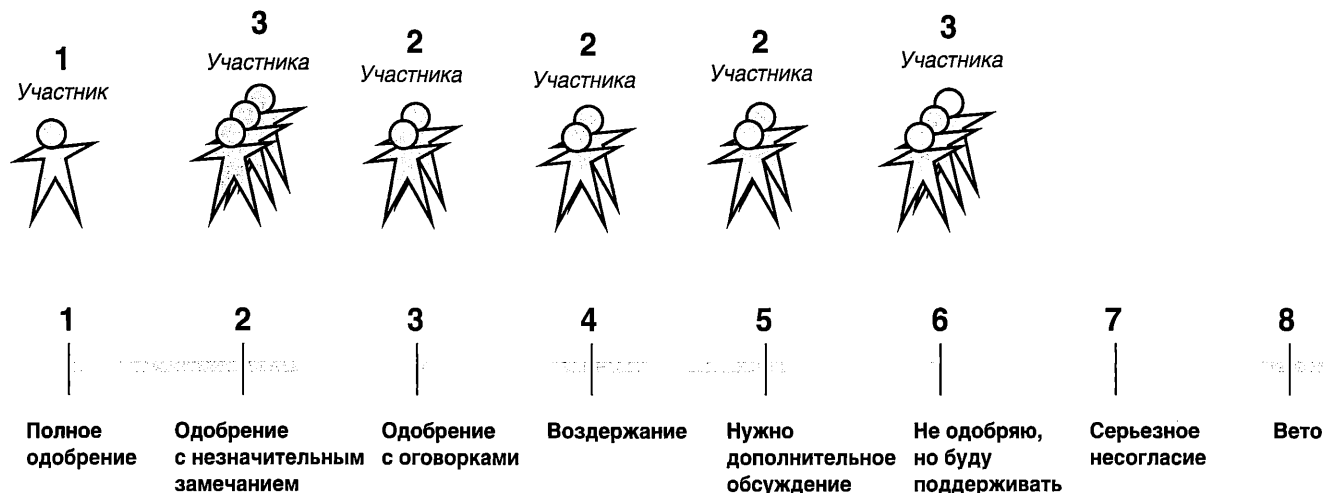 1
Участник
3
Участника
2
Участника
2
Участника
2
Участника
3
Участника
1 2 3 4 5 6 7 8
Полное
одобрение
Одобрение
с незначительным
замечанием
Одобрение
с оговорками
Воздержание
Нужно
дополнительное
обсуждение
Не одобряю,
но буду
поддерживать
Серьезное
несогласие
Вето